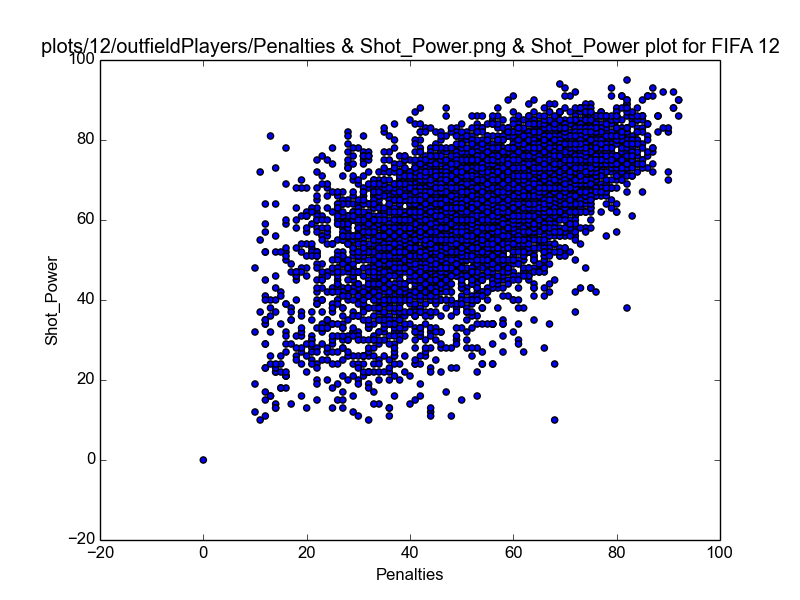 plots/12/outfieldPlayers/Penalties & Shot_Power.png & Shot_Power plot for FIFA 12
100
80
60
40
20
0
−20
Shot_Power
−20 0 20 40 60 80 100
Penalties